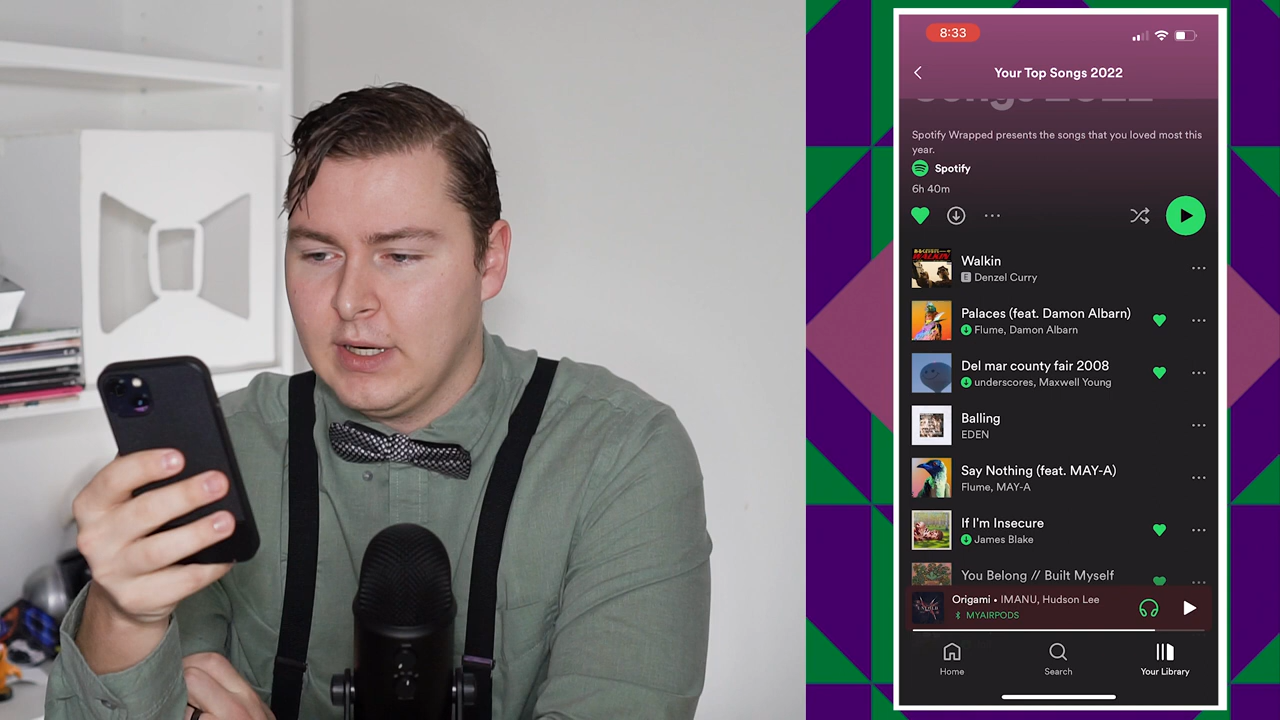 8:33
Your Top Songs 2022
Songs 2022
Spotify Wrapped presents the songs that you loved most this
year.
Spotify
6h 40m
Walkin
E Denzel Curry
Palaces (feat. Damon Albarn)
Flume, Damon Albarn
Del mar county fair 2008
underscores, Maxwell Young
Balling
EDEN
Say Nothing (feat. MAY-A)
Flume, MAY-A
If I'm Insecure
James Blake
You Belong // Built Myself
Origami • IMANU, Hudson Lee
MYAIRPODS
Home
Search
Your Library